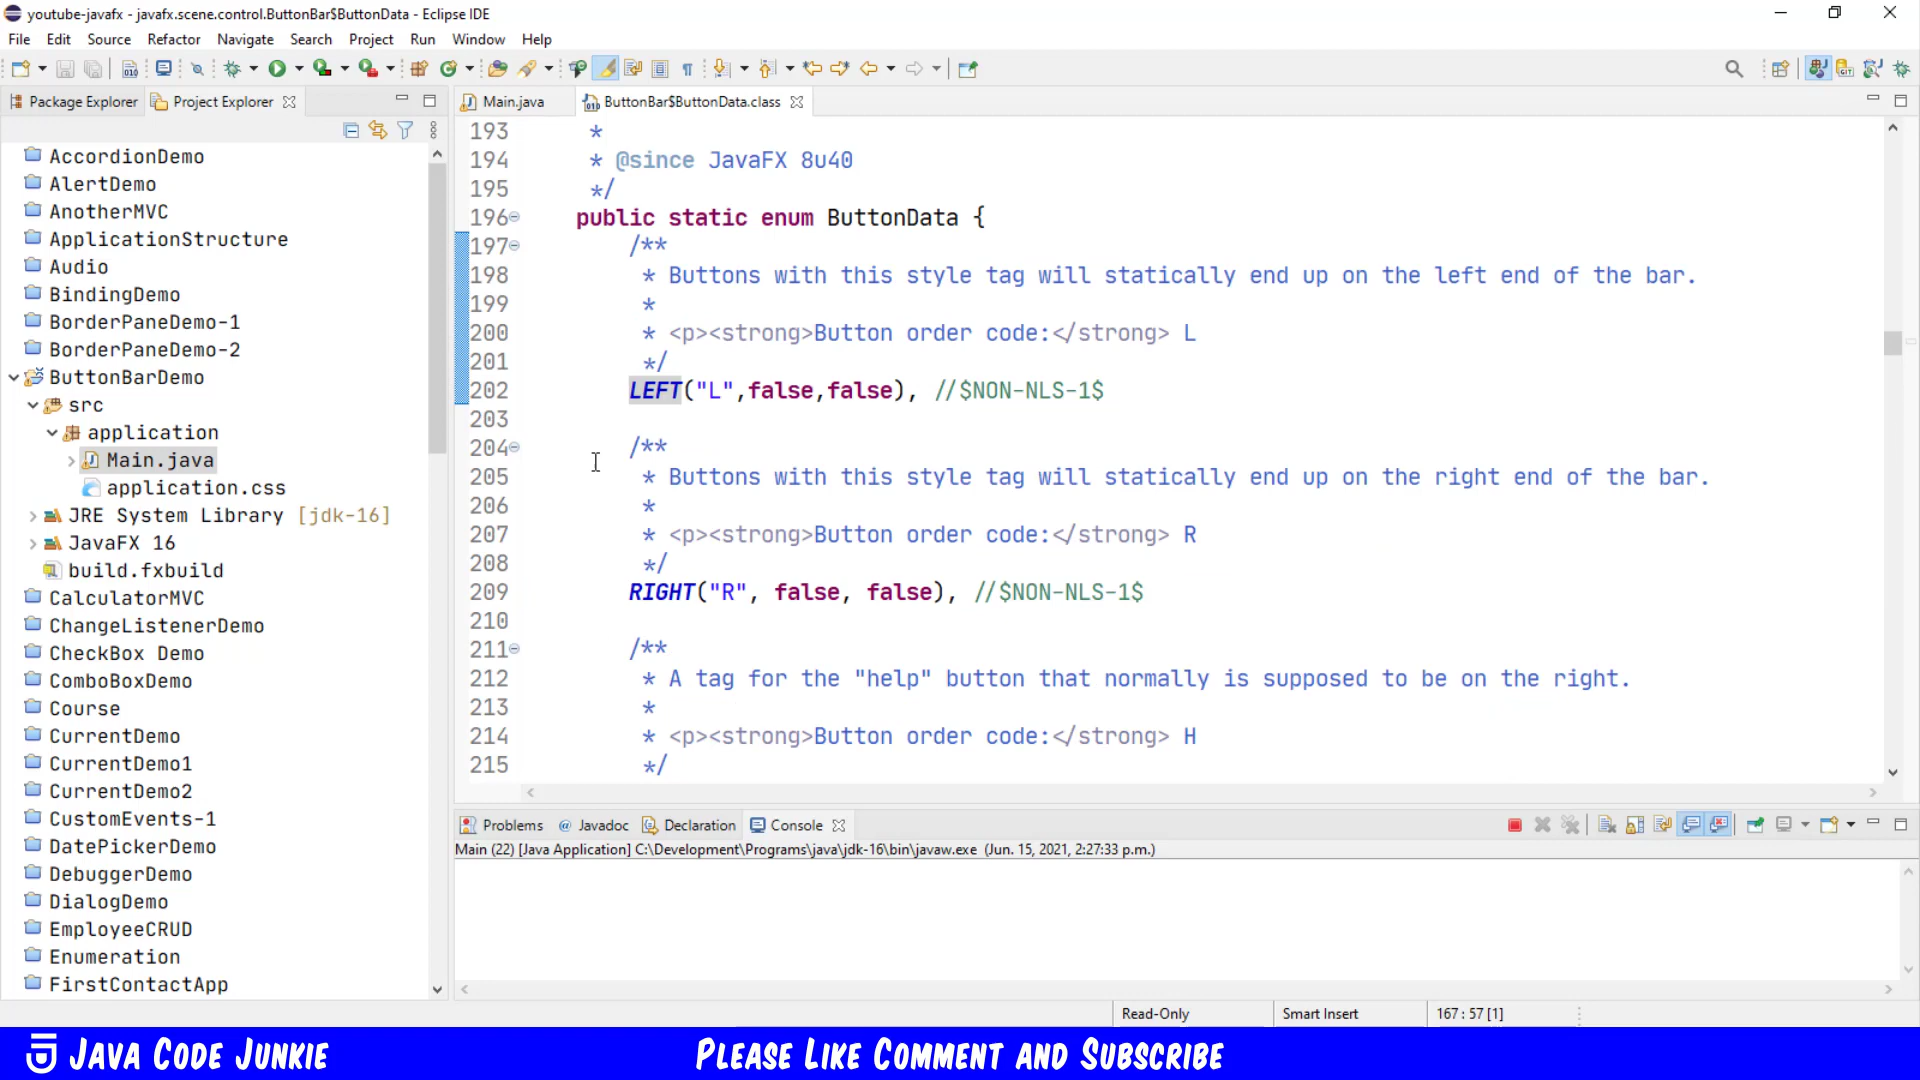 youtube-javafx - javafx.scene.control.ButtonBar$ButtonData - Eclipse IDE
File Edit Source Refactor Navigate Search Project Run Window Help
Package Explorer Project Explorer
Main.java ButtonBar$ButtonData.class
AccordionDemo
AlertDemo
AnotherMVC
ApplicationStructure
Audio
BindingDemo
BorderPaneDemo-1
BorderPaneDemo-2
ButtonBarDemo
src
application
Main.java
application.css
JRE System Library [jdk-16]
JavaFX 16
build.fxbuild
CalculatorMVC
ChangeListenerDemo
CheckBox Demo
ComboBoxDemo
Course
CurrentDemo
CurrentDemo1
CurrentDemo2
CustomEvents-1
DatePickerDemo
DebuggerDemo
DialogDemo
EmployeeCRUD
Enumeration
FirstContactApp
193 *
194 * @since JavaFX 8u40
195 */
196 public static enum ButtonData {
197 /**
198 * Buttons with this style tag will statically end up on the left end of the bar.
199 *
200 * <p><strong>Button order code:</strong> L
201 */
202 LEFT("L",false,false), //$NON-NLS-1$
203
204 /**
205 * Buttons with this style tag will statically end up on the right end of the bar.
206 *
207 * <p><strong>Button order code:</strong> R
208 */
209 RIGHT("R", false, false), //$NON-NLS-1$
210
211 /**
212 * A tag for the "help" button that normally is supposed to be on the right.
213 *
214 * <p><strong>Button order code:</strong> H
215 */
Problems @ Javadoc Declaration Console
Main (22) [Java Application] C:\Development\Programs\java\jdk-16\bin\javaw.exe (Jun. 15, 2021, 2:27:33 p.m.)
Read-Only Smart Insert 167 : 57 [1]
JAVA CODE JUNKIE PLEASE LIKE COMMENT AND SUBSCRIBE